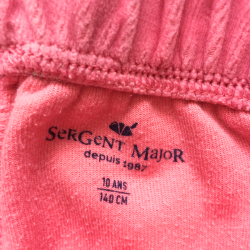 SeRGeNT MaJoR
depuis 1987
10 ANS
140 CM